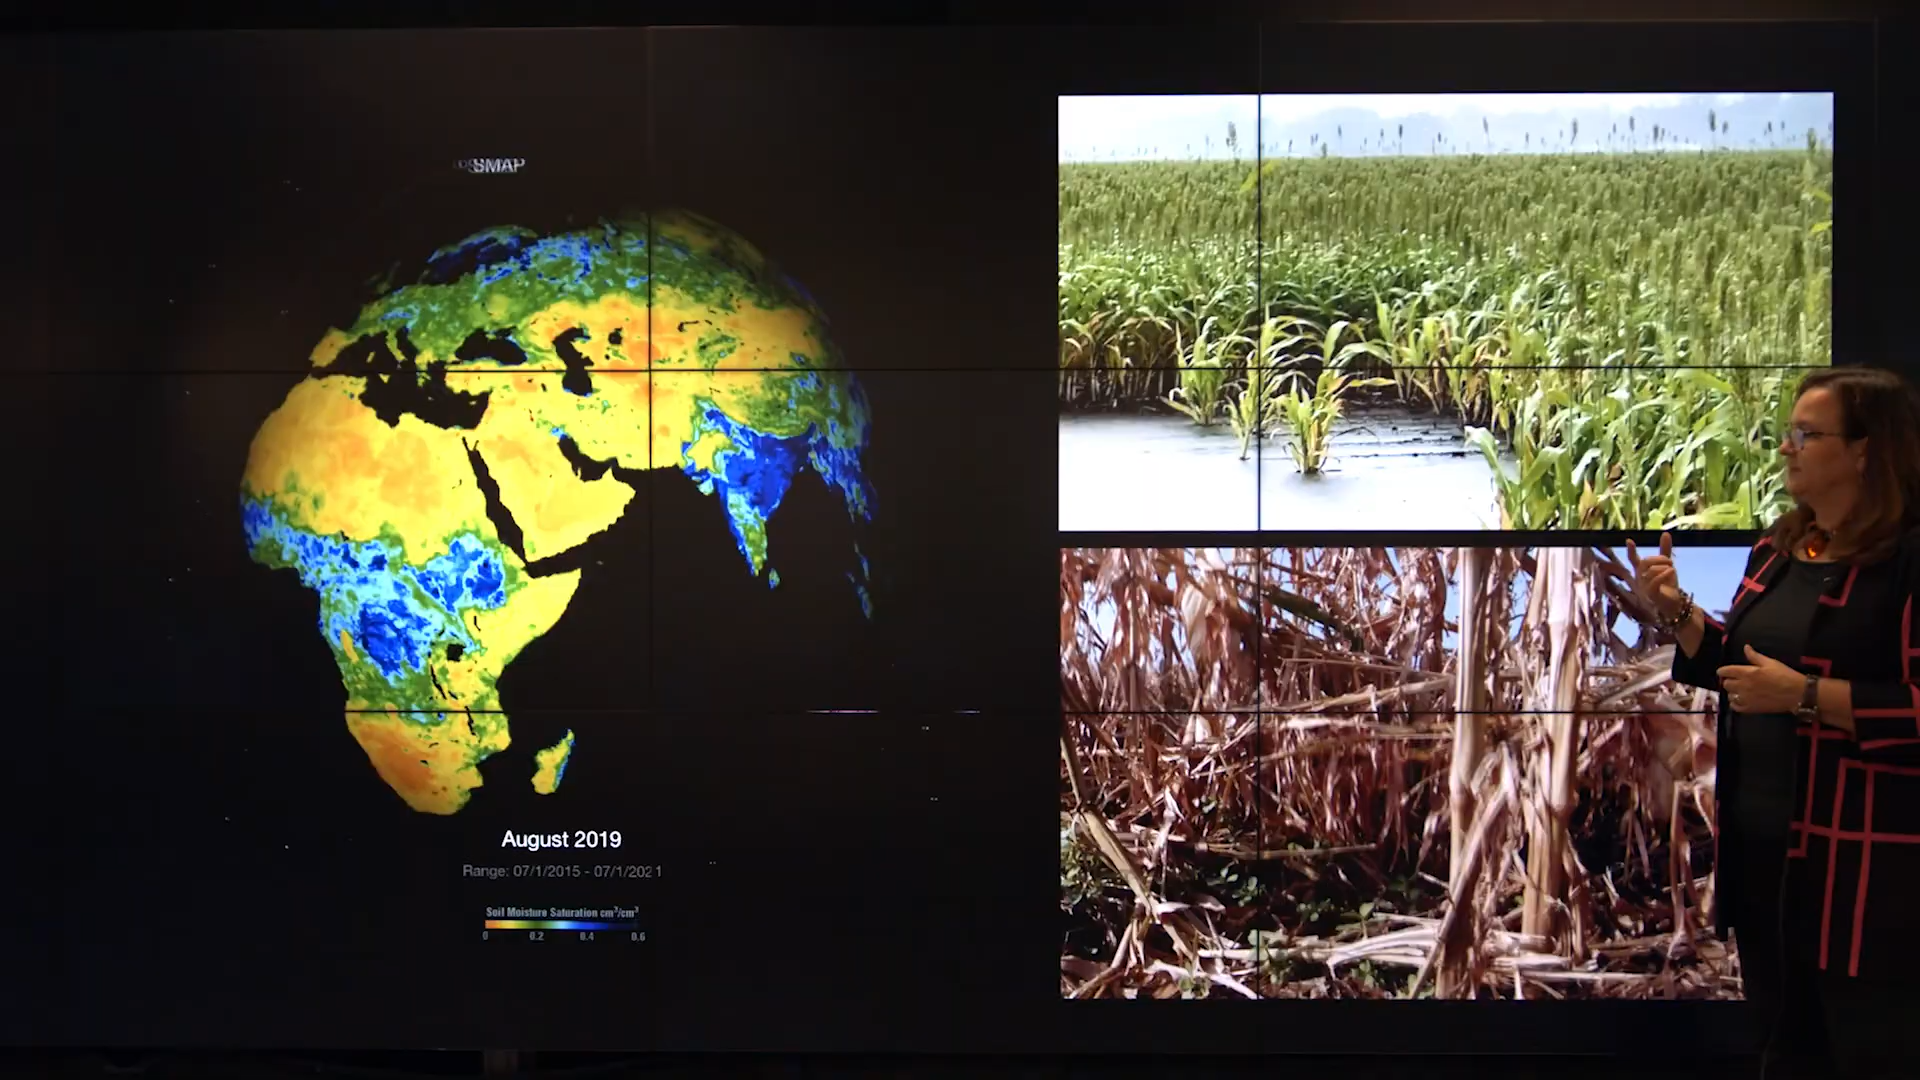 SMAP
August 2019
Range: 07/1/2015 - 07/1/2021
Soil Moisture Saturation cm³/cm³
0 0.2 0.4 0.6